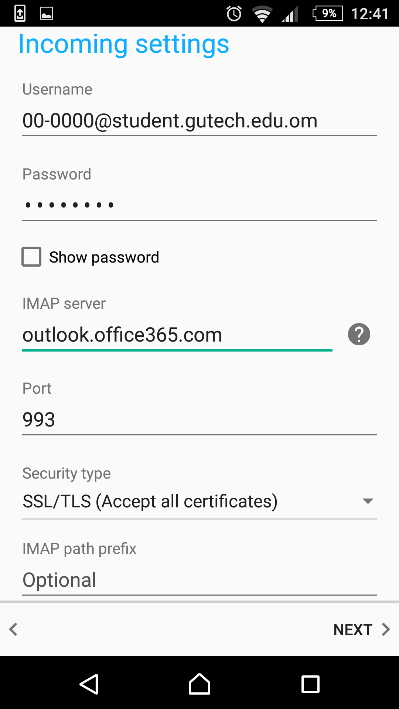 9% 12:41
Incoming settings
Username
00-0000@student.gutech.edu.om
Password
••••••••
Show password
IMAP server
outlook.office365.com
?
Port
993
Security type
SSL/TLS (Accept all certificates)
IMAP path prefix
Optional
NEXT